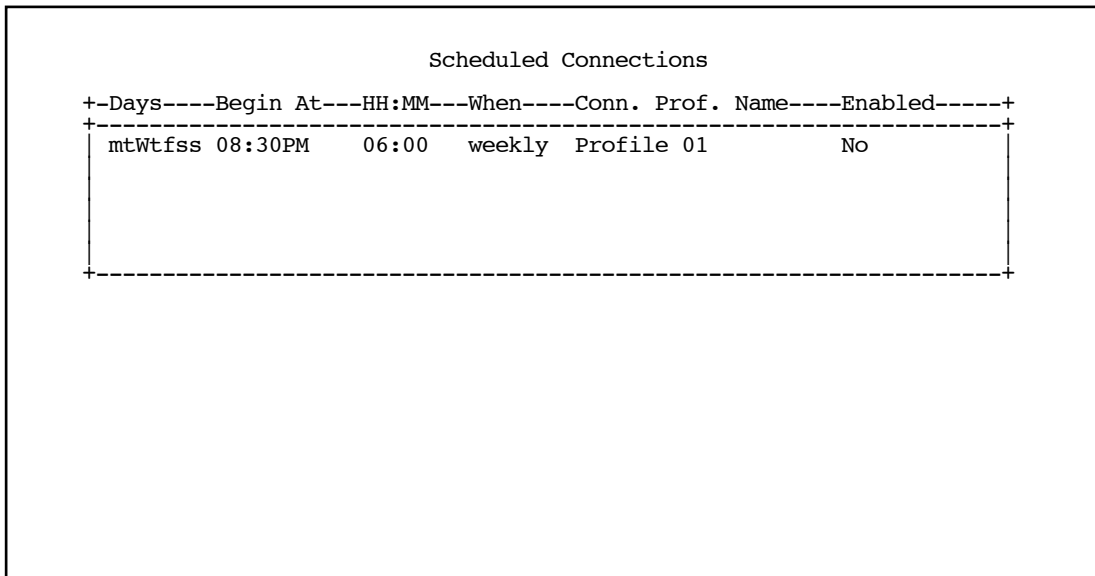 Scheduled Connections
+-Days----Begin At---HH:MM---When----Conn. Prof. Name----Enabled-----+
+--------------------------------------------------------------------+
mtWtfss 08:30PM 06:00 weekly Profile 01 No
+--------------------------------------------------------------------+